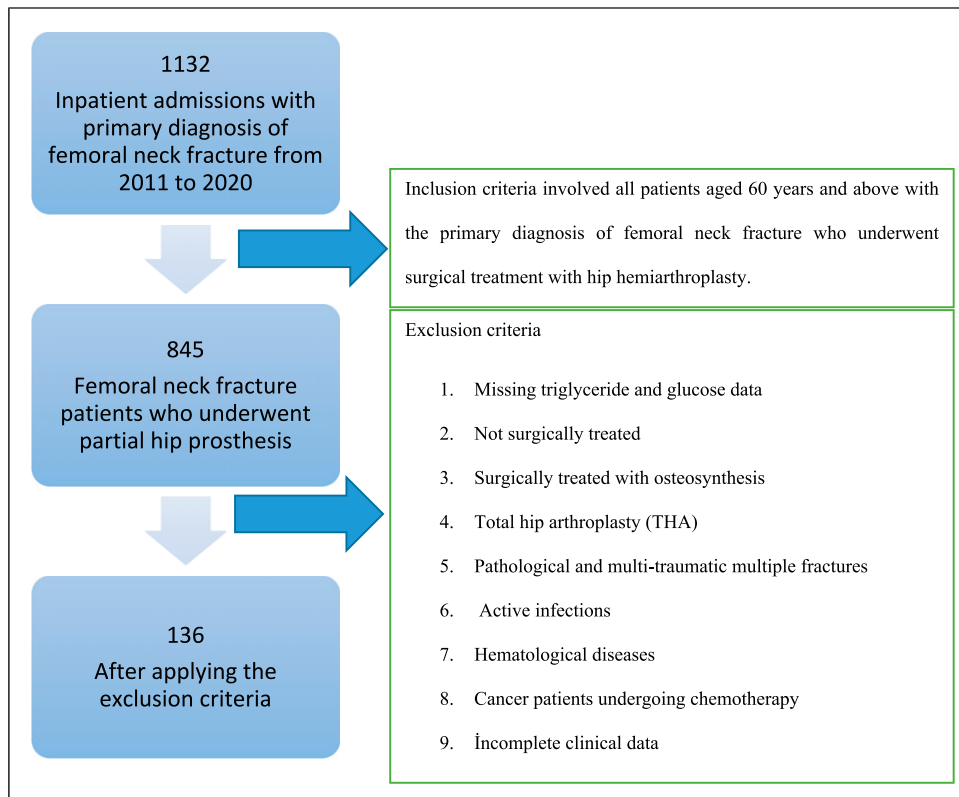 1132
Inpatient admissions with
primary diagnosis of
femoral neck fracture from
2011 to 2020
Inclusion criteria involved all patients aged 60 years and above with
the primary diagnosis of femoral neck fracture who underwent
surgical treatment with hip hemiarthroplasty.
845
Femoral neck fracture
patients who underwent
partial hip prosthesis
Exclusion criteria
1. Missing triglyceride and glucose data
2. Not surgically treated
3. Surgically treated with osteosynthesis
4. Total hip arthroplasty (THA)
5. Pathological and multi-traumatic multiple fractures
6. Active infections
7. Hematological diseases
8. Cancer patients undergoing chemotherapy
9. İncomplete clinical data
136
After applying the
exclusion criteria